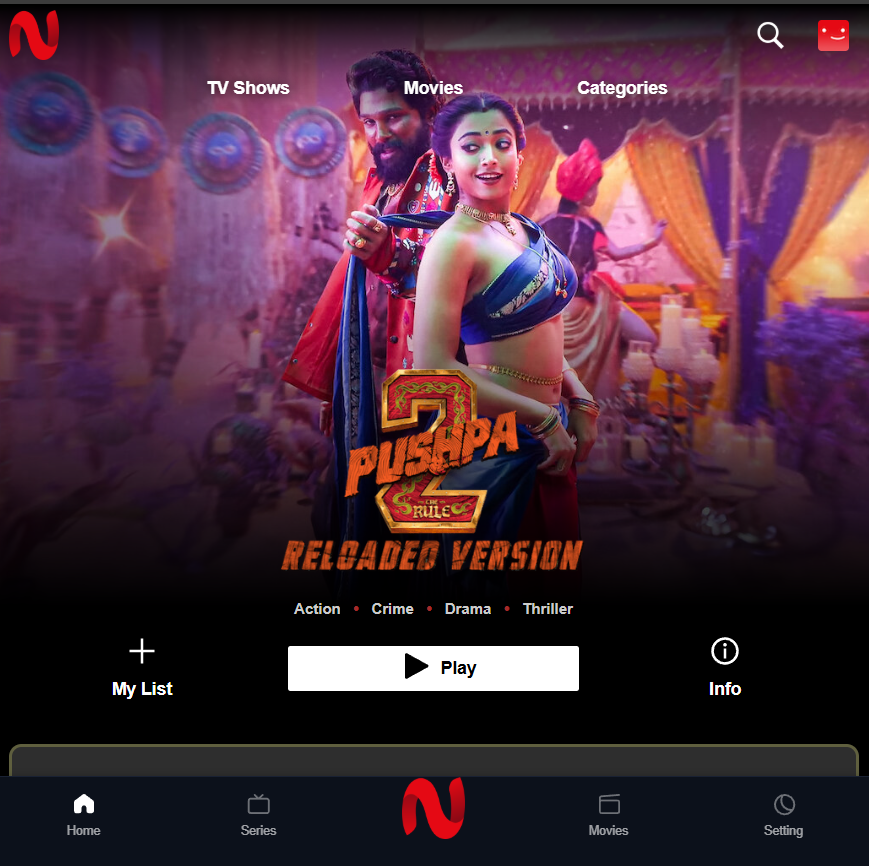 TV Shows
Movies
Categories
2
PUSHPA
THE
RULE
RELOADED VERSION
Action • Crime • Drama • Thriller
My List
Play
Info
Home
Series
Movies
Setting